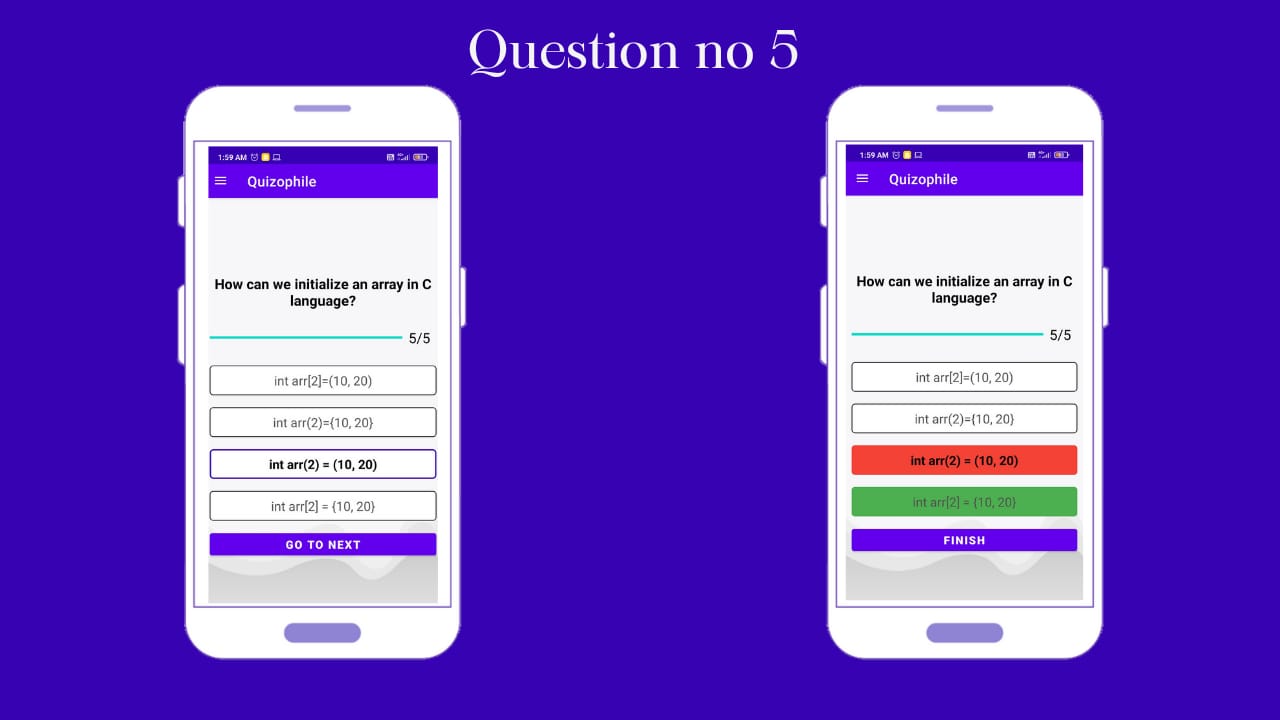 Question no 5
1:59 AM
Quizophile
How can we initialize an array in C
language?
5/5
int arr[2]=(10, 20)
int arr(2)={10, 20}
int arr(2) = (10, 20)
int arr[2] = {10, 20}
GO TO NEXT
1:59 AM
Quizophile
How can we initialize an array in C
language?
5/5
int arr[2]=(10, 20)
int arr(2)={10, 20}
int arr(2) = (10, 20)
int arr[2] = {10, 20}
FINISH